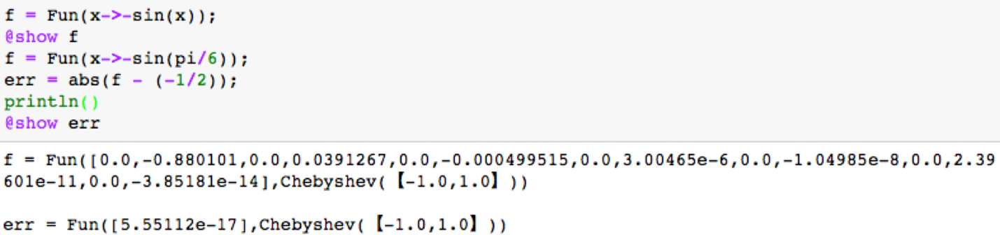 f = Fun(x->-sin(x));
@show f
f = Fun(x->-sin(pi/6));
err = abs(f - (-1/2));
println()
@show err
f = Fun([0.0,-0.880101,0.0,0.0391267,0.0,-0.000499515,0.0,3.00465e-6,0.0,-1.04985e-8,0.0,2.39
601e-11,0.0,-3.85181e-14],Chebyshev(【-1.0,1.0】))
err = Fun([5.55112e-17],Chebyshev(【-1.0,1.0】))